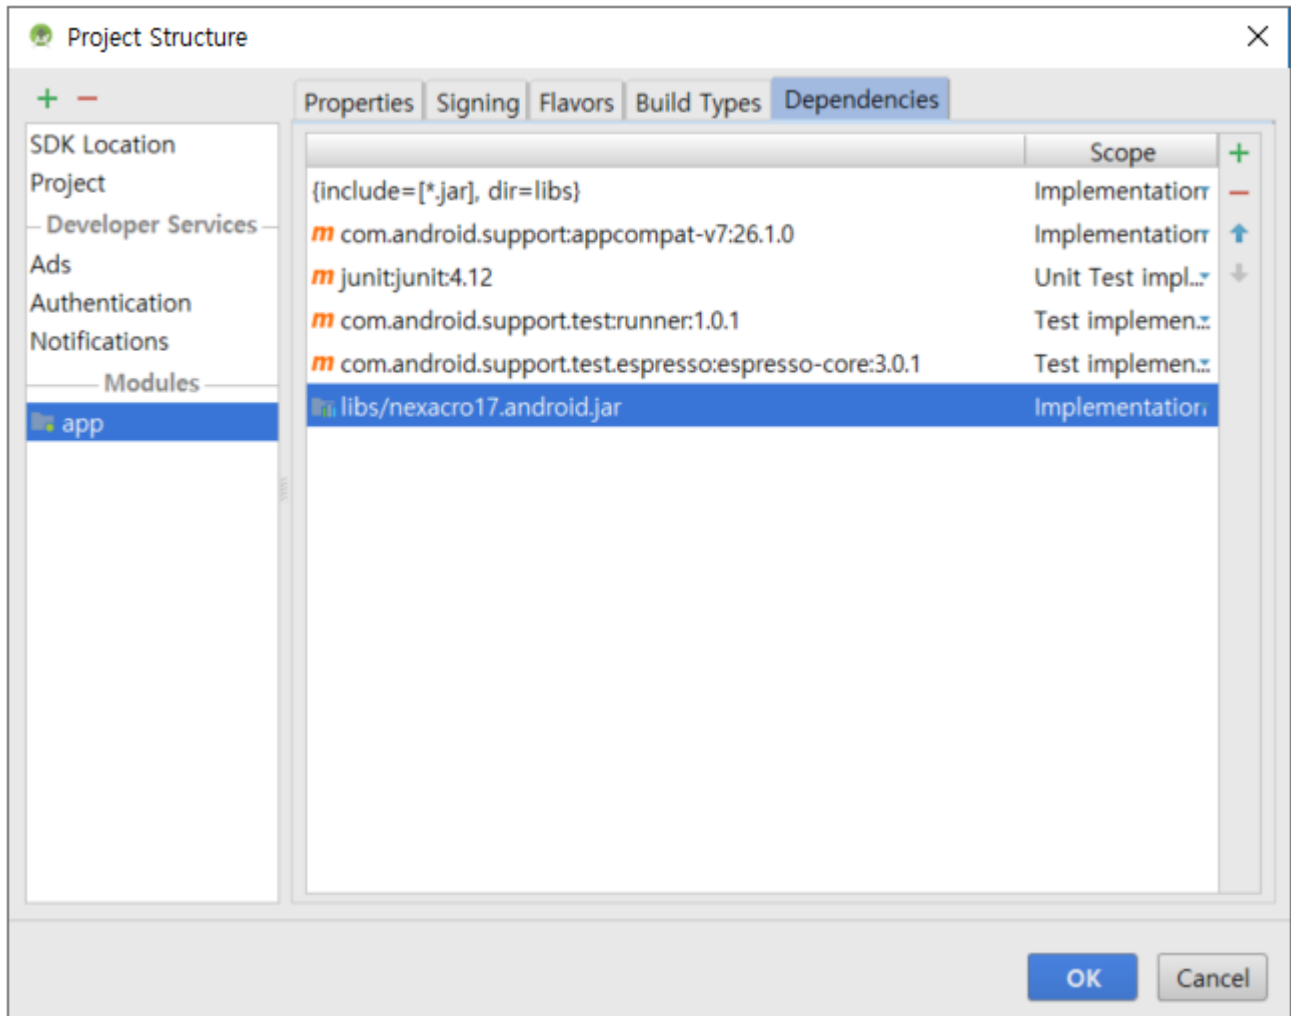 Project Structure
Properties Signing Flavors Build Types Dependencies
SDK Location
Project
Developer Services
Ads
Authentication
Notifications
Modules
app
Scope
{include=[*.jar], dir=libs} Implementation
m com.android.support:appcompat-v7:26.1.0 Implementation
m junit:junit:4.12 Unit Test impl...
m com.android.support.test:runner:1.0.1 Test implemen...
m com.android.support.test.espresso:espresso-core:3.0.1 Test implemen...
libs/nexacro17.android.jar Implementation
OK Cancel